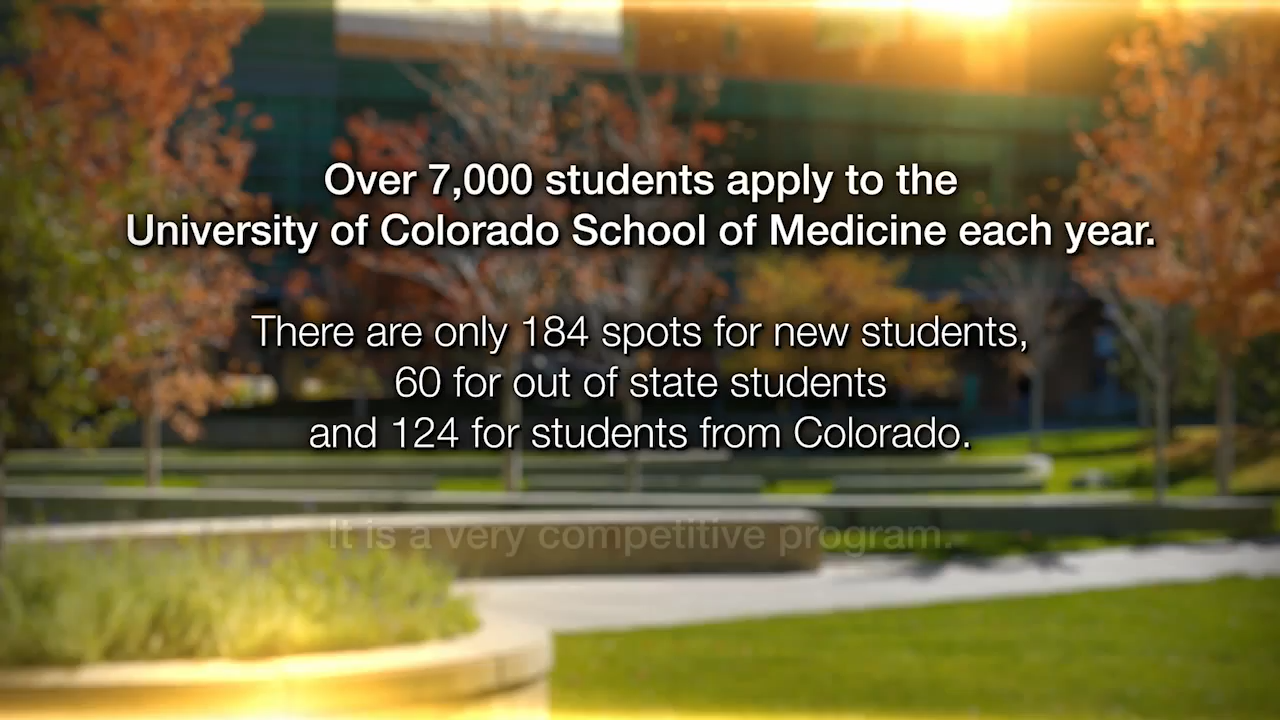 Over 7,000 students apply to the
University of Colorado School of Medicine each year.
There are only 184 spots for new students,
60 for out of state students
and 124 for students from Colorado.
It is a very competitive program.